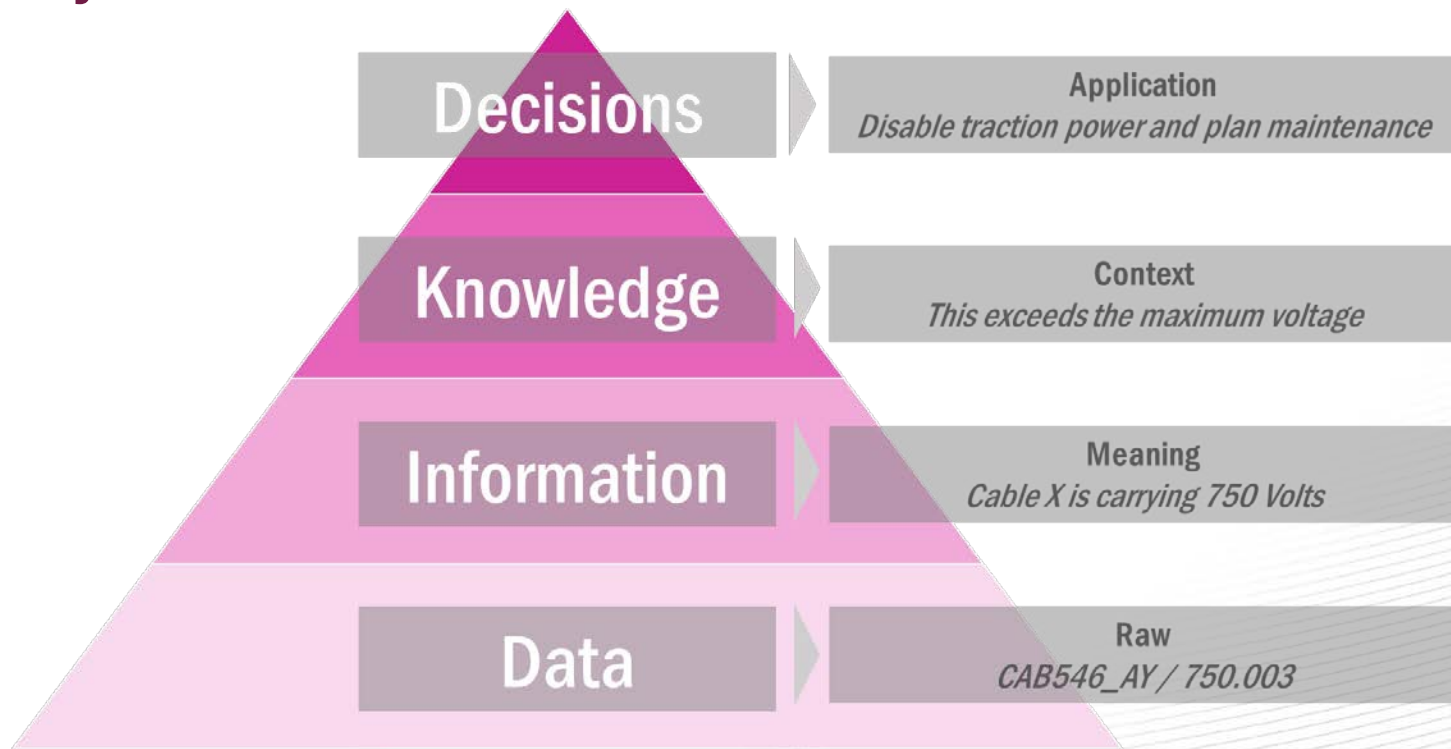 Decisions
Application
Disable traction power and plan maintenance
Knowledge
Context
This exceeds the maximum voltage
Information
Meaning
Cable X is carrying 750 Volts
Data
Raw
CAB546_AY / 750.003